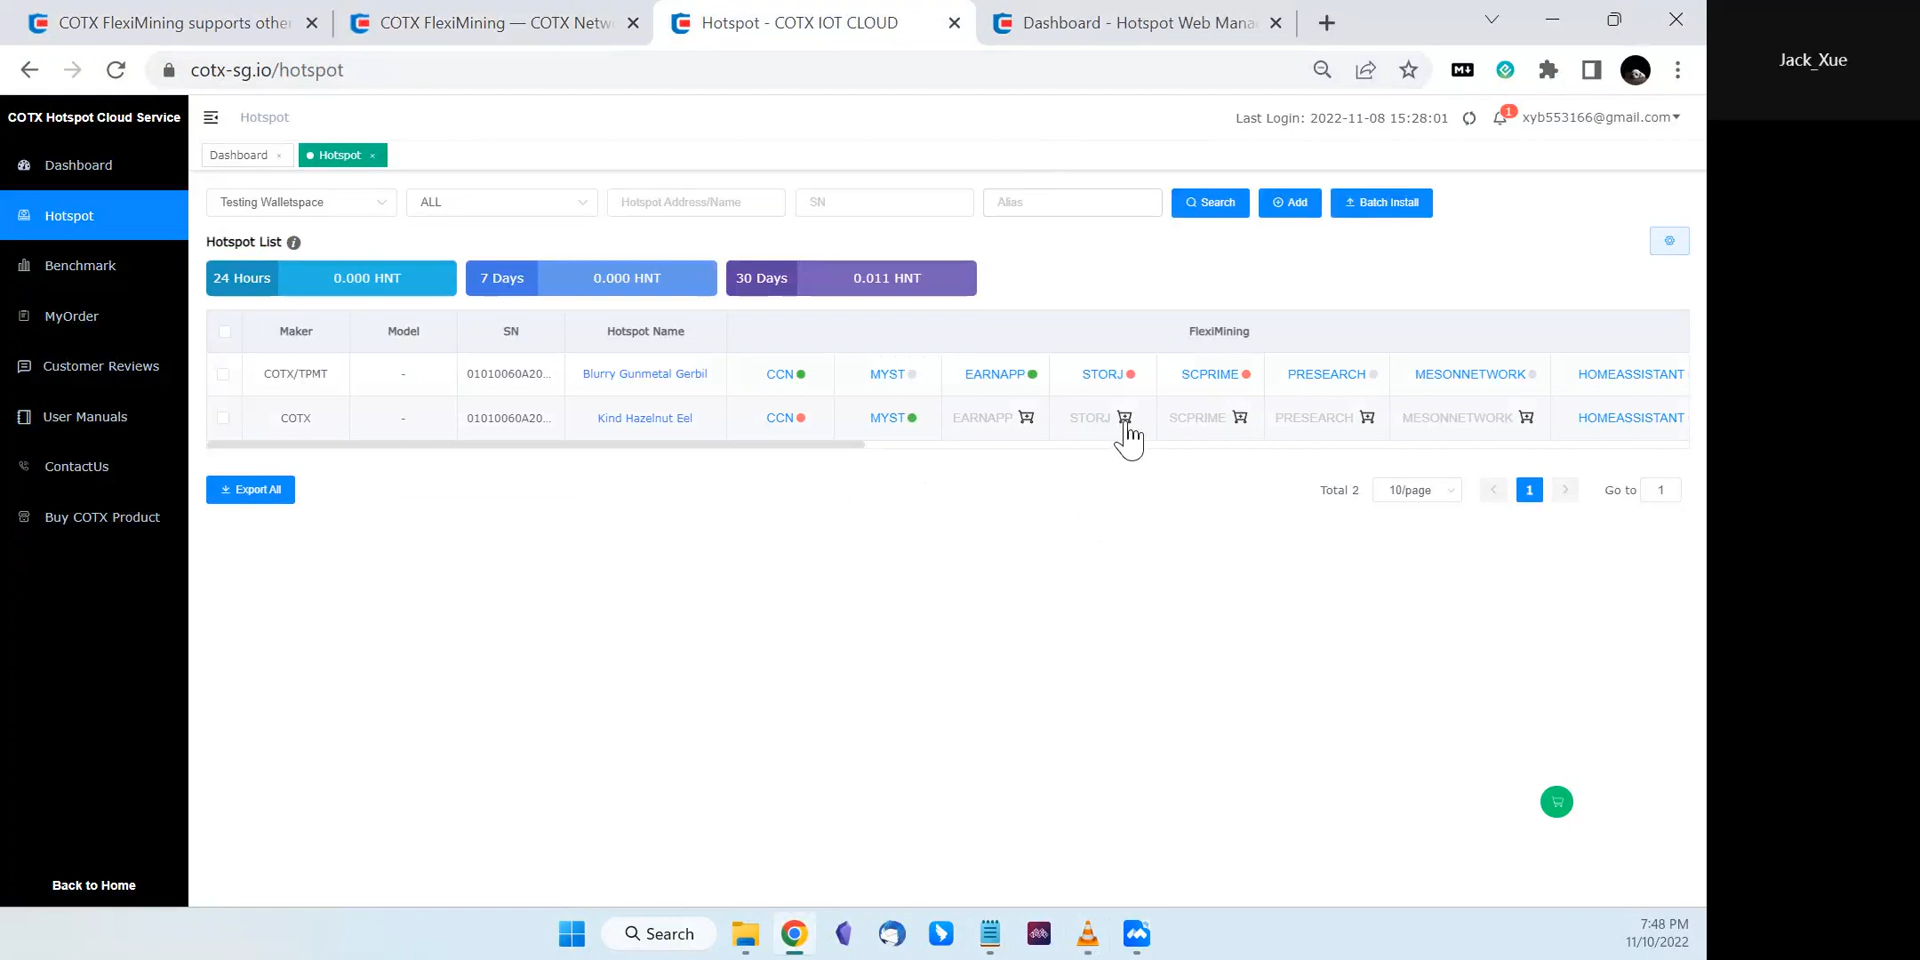 COTX FlexiMining supports other
COTX FlexiMining — COTX Netw
Hotspot - COTX IOT CLOUD
Dashboard - Hotspot Web Mana
Jack_Xue
cotx-sg.io/hotspot
COTX Hotspot Cloud Service
Hotspot
Last Login: 2022-11-08 15:28:01
1
xyb553166@gmail.com
Dashboard ×
Hotspot ×
Dashboard
Hotspot
Benchmark
MyOrder
Customer Reviews
User Manuals
ContactUs
Buy COTX Product
Back to Home
Testing Walletspace
ALL
Hotspot Address/Name
SN
Alias
Search
Add
Batch Install
Hotspot List
24 Hours 0.000 HNT
7 Days 0.000 HNT
30 Days 0.011 HNT
Maker Model SN Hotspot Name FlexiMining
COTX/TPMT - 01010060A20... Blurry Gunmetal Gerbil CCN MYST EARNAPP STORJ SCPRIME PRESEARCH MESONNETWORK HOMEASSISTANT
COTX - 01010060A20... Kind Hazelnut Eel CCN MYST EARNAPP STORJ SCPRIME PRESEARCH MESONNETWORK HOMEASSISTANT
Export All
Total 2 10/page 1 Go to 1
Search
7:48 PM
11/10/2022